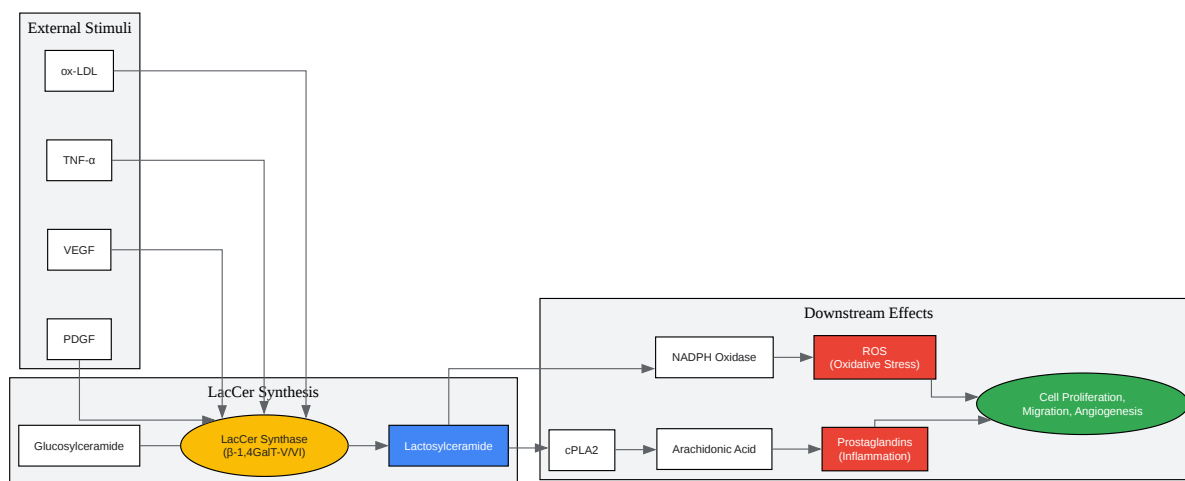 External Stimuli
ox-LDL
TNF-α
VEGF
PDGF
LacCer Synthesis
Glucosylceramide
LacCer Synthase
(β-1,4GalT-V/VI)
Lactosylceramide
Downstream Effects
NADPH Oxidase
ROS
(Oxidative Stress)
cPLA2
Arachidonic Acid
Prostaglandins
(Inflammation)
Cell Proliferation,
Migration, Angiogenesis